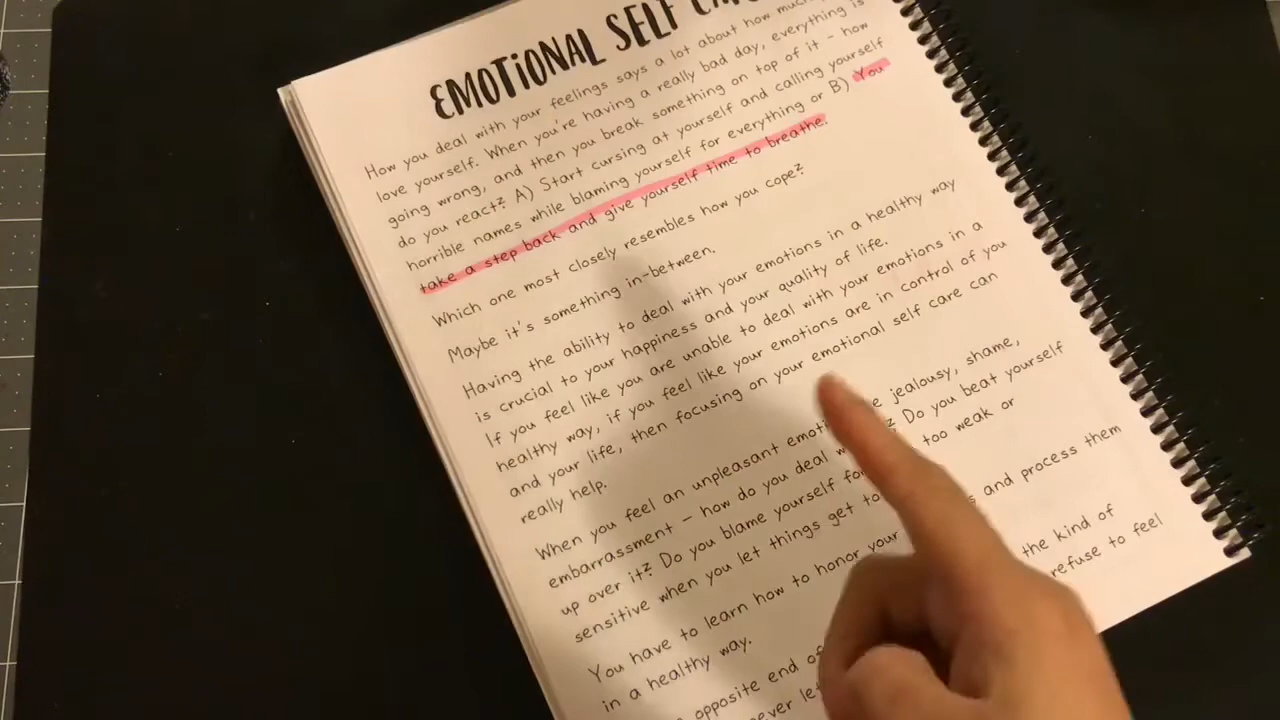 EMOTIONAL SELF
How you deal with your feelings says a lot about how much
love yourself. When you're having a really bad day, everything is
going wrong, and then you break something on top of it - how
do you react? A) Start cursing at yourself and calling yourself
horrible names while blaming yourself for everything or B) You
take a step back and give yourself time to breathe.
Which one most closely resembles how you cope?
Maybe it's something in-between.
Having the ability to deal with your emotions in a healthy way
is crucial to your happiness and your quality of life.
If you feel like you are unable to deal with your emotions in a
healthy way, if you feel like your emotions are in control of you
and your life, then focusing on your emotional self care can
really help.
When you feel an unpleasant jealousy, shame,
embarrassment - how do you deal Do you beat yourself
up over it? Do you blame yourself too weak or
sensitive when you let things get to
You have to learn how to honor your and process them
in a healthy way.
opposite end of the kind of
refuse to feel